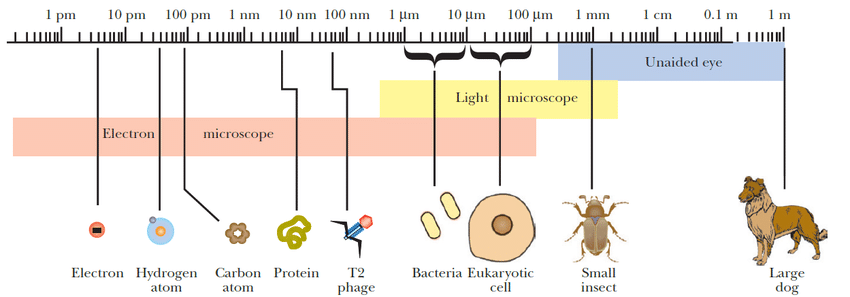 1 pm 10 pm 100 pm 1 nm 10 nm 100 nm 1 μm 10 μm 100 μm 1 mm 1 cm 0.1 m 1 m
Unaided eye
Light microscope
Electron microscope
Electron Hydrogen atom Carbon atom Protein T2 phage Bacteria Eukaryotic cell Small insect Large dog